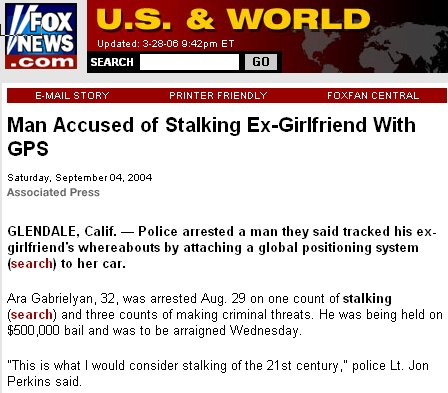 FOX
NEWS
.com
U.S. & WORLD
Updated: 3-28-06 9:42pm ET
SEARCH GO
E-MAIL STORY PRINTER FRIENDLY FOXFAN CENTRAL
Man Accused of Stalking Ex-Girlfriend With
GPS
Saturday, September 04, 2004
Associated Press
GLENDALE, Calif. — Police arrested a man they said tracked his ex-
girlfriend's whereabouts by attaching a global positioning system
(search) to her car.
Ara Gabrielyan, 32, was arrested Aug. 29 on one count of stalking
(search) and three counts of making criminal threats. He was being held on
$500,000 bail and was to be arraigned Wednesday.
"This is what I would consider stalking of the 21st century," police Lt. Jon
Perkins said.